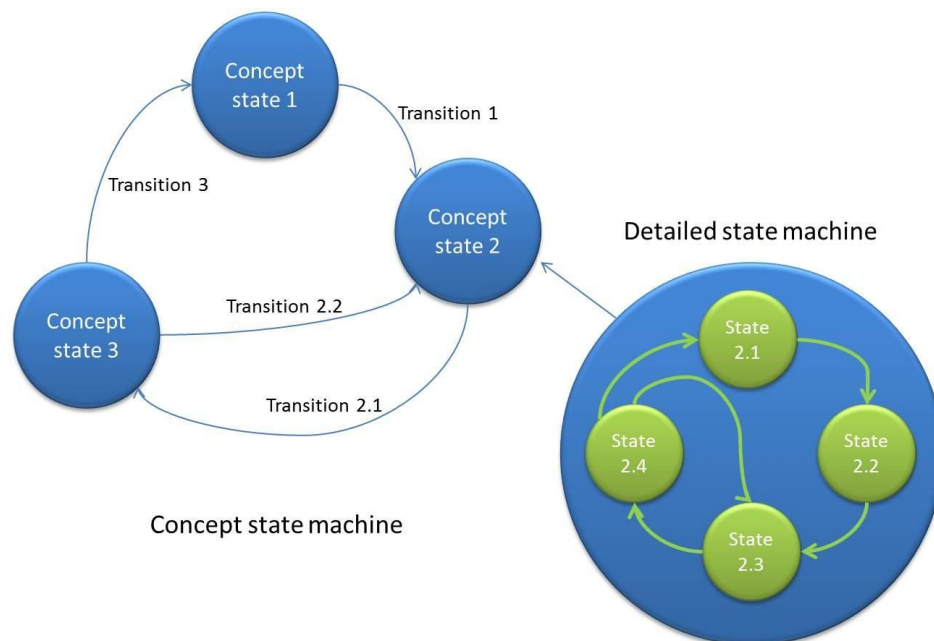 Concept
state 1
Transition 1
Transition 3
Concept
state 2
Detailed state machine
Concept
state 3
Transition 2.2
Transition 2.1
State
2.1
State
2.4
State
2.2
State
2.3
Concept state machine